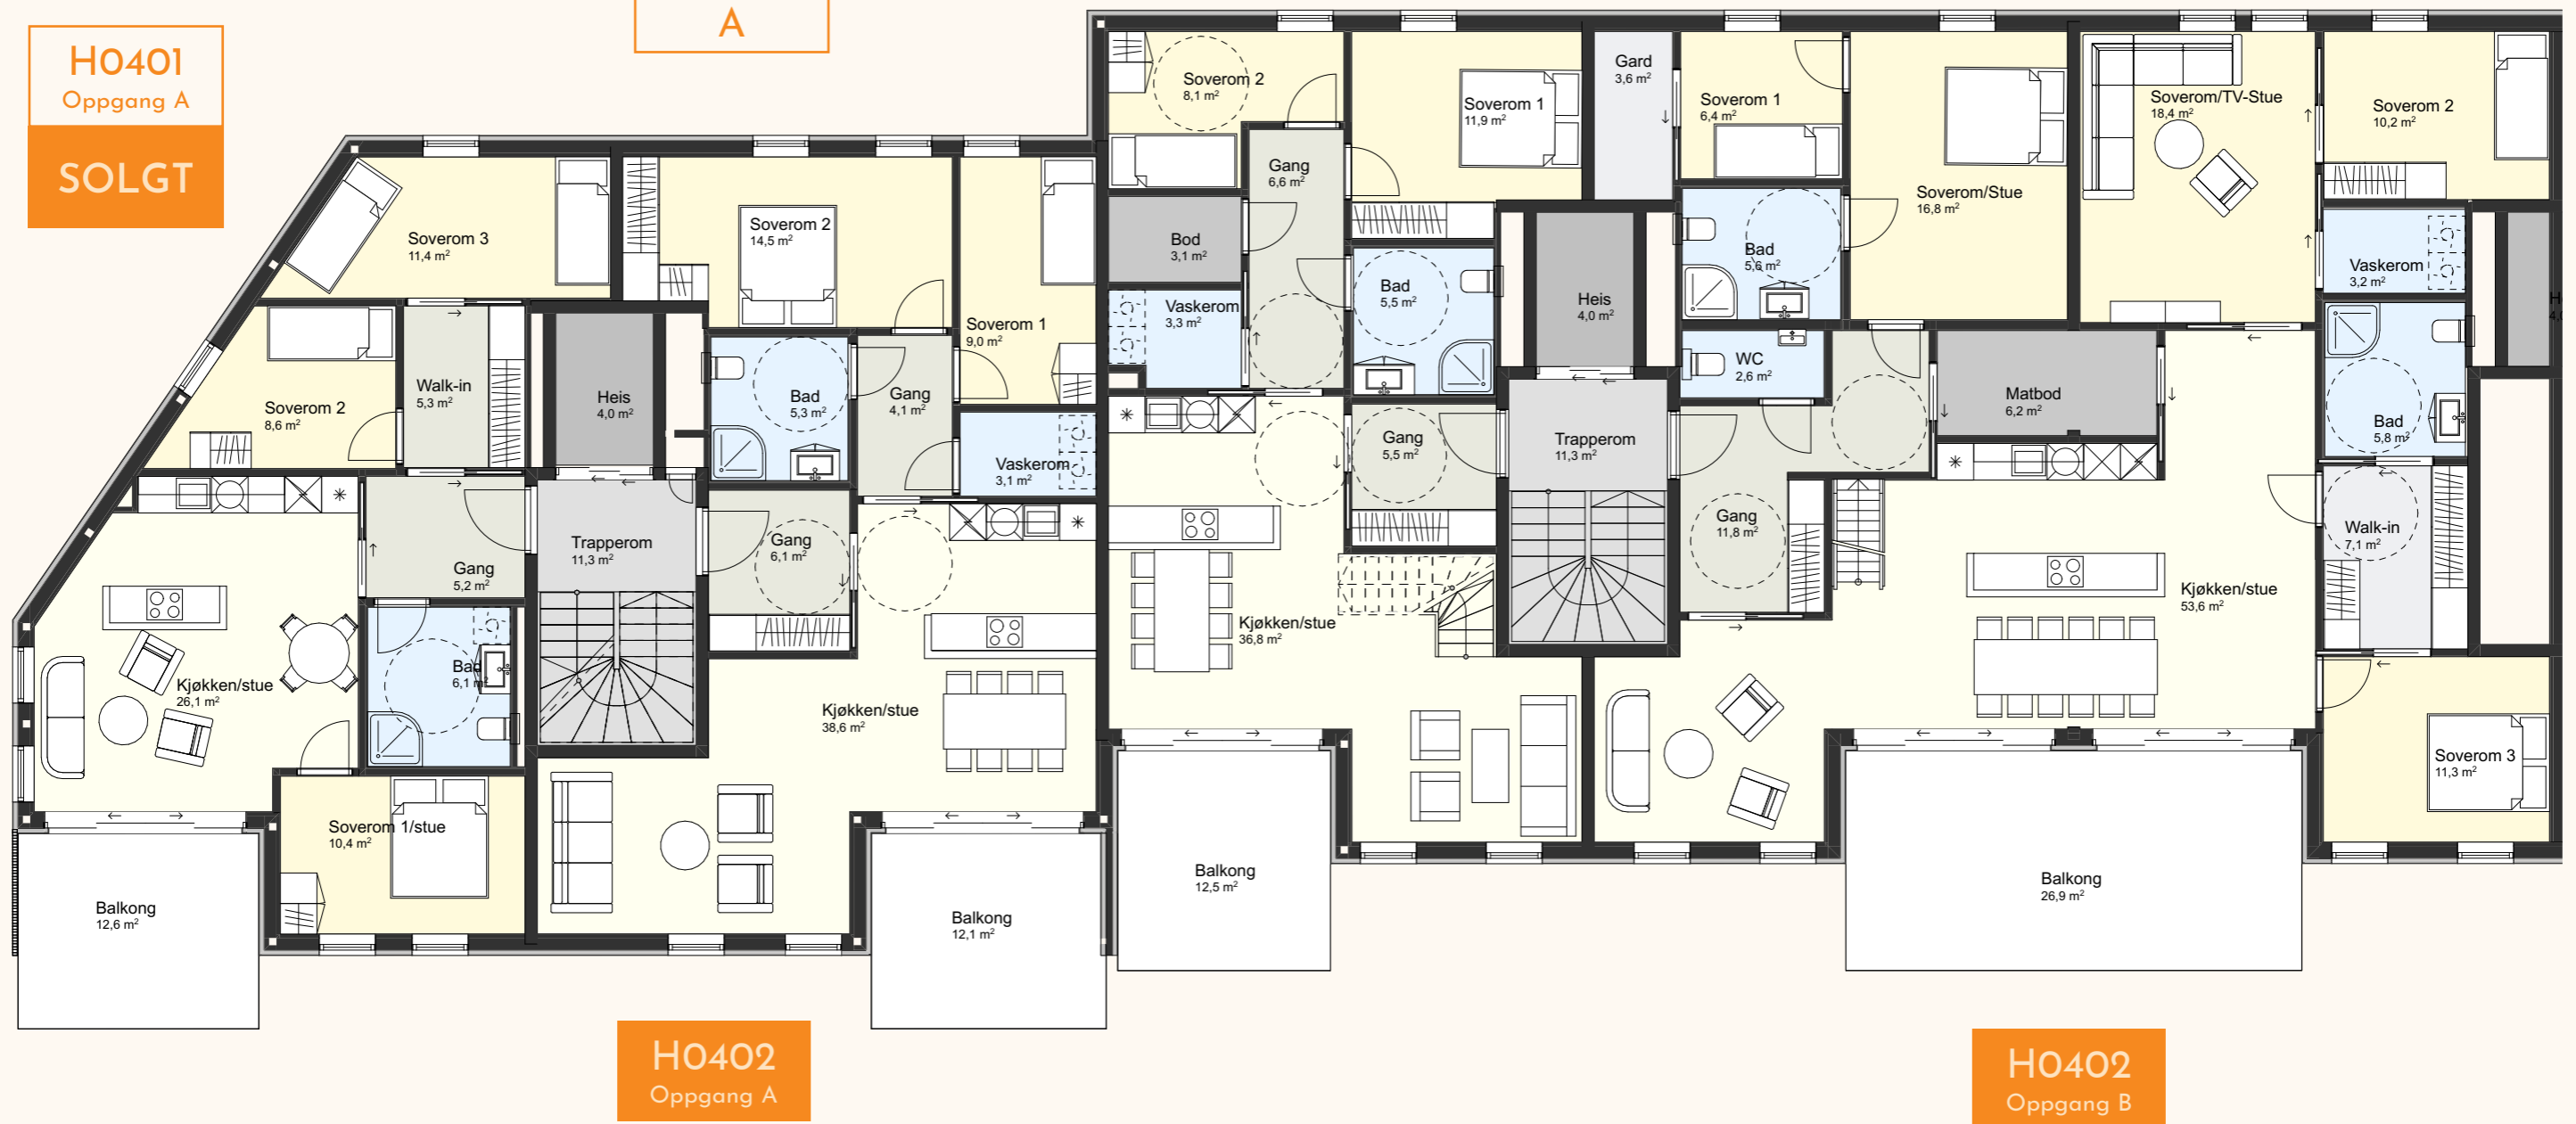 A
H0401
Oppgang A
SOLGT
Soverom 3
11,4 m²
Soverom 2
14,5 m²
Soverom 1
9,0 m²
Soverom 2
8,6 m²
Walk-in
5,3 m²
Heis
4,0 m²
Bad
5,3 m²
Gang
4,1 m²
Vaskerom
3,1 m²
Gang
5,2 m²
Trapperom
11,3 m²
Gang
6,1 m²
Bad
6,1 m²
Kjøkken/stue
26,1 m²
Kjøkken/stue
38,6 m²
Soverom 1/stue
10,4 m²
Balkong
12,6 m²
Balkong
12,1 m²
Soverom 2
8,1 m²
Soverom 1
11,9 m²
Gang
6,6 m²
Bod
3,1 m²
Vaskerom
3,3 m²
Bad
5,5 m²
Heis
4,0 m²
Gang
5,5 m²
Trapperom
11,3 m²
Kjøkken/stue
36,8 m²
Balkong
12,5 m²
Gard
3,6 m²
Soverom 1
6,4 m²
Soverom/Stue
16,8 m²
Soverom/TV-Stue
18,4 m²
Soverom 2
10,2 m²
Bad
5,6 m²
Vaskerom
3,2 m²
WC
2,6 m²
Matbod
6,2 m²
Bad
5,8 m²
Gang
11,8 m²
Walk-in
7,1 m²
Kjøkken/stue
53,6 m²
Soverom 3
11,3 m²
Balkong
26,9 m²
H0402
Oppgang A
H0402
Oppgang B